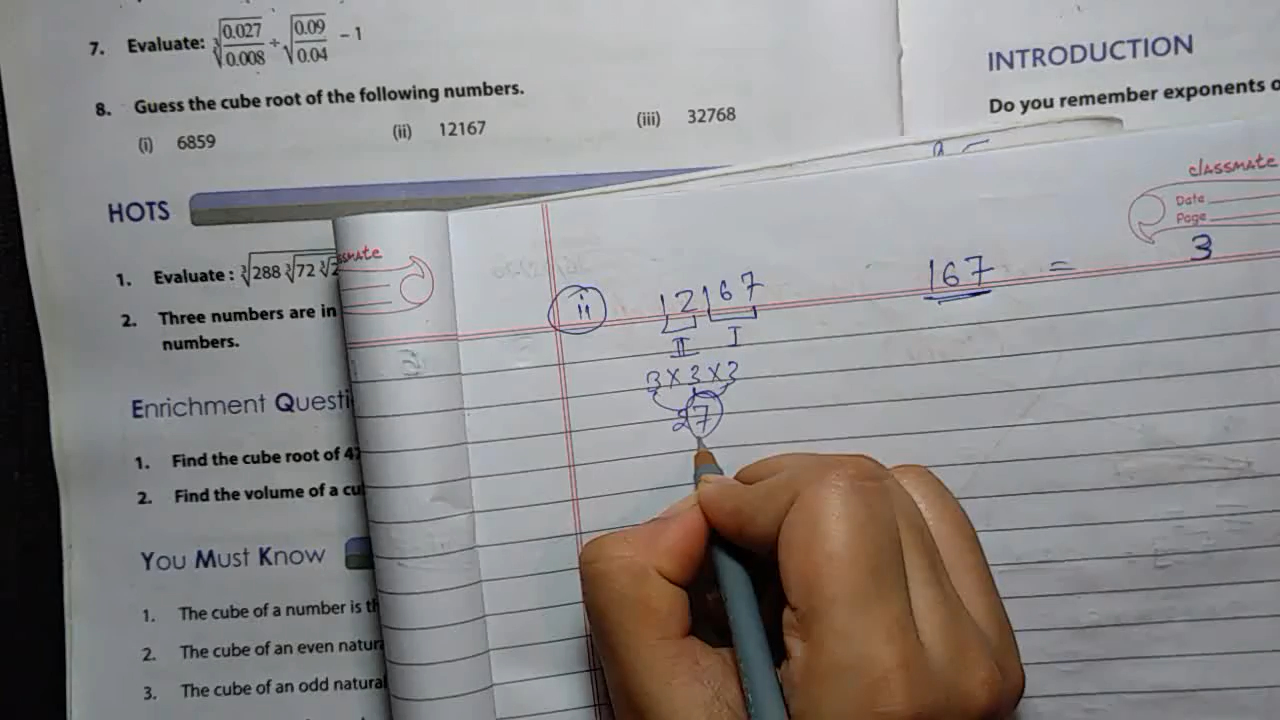 7. Evaluate: ∛(0.027/0.008) ÷ √(0.09/0.04) − 1
8. Guess the cube root of the following numbers.
(i) 6859 (ii) 12167 (iii) 32768
HOTS
1. Evaluate : ∛288 ∛72 ∛2
2. Three numbers are in
numbers.
Enrichment Questi
1. Find the cube root of 4
2. Find the volume of a cu
You Must Know
1. The cube of a number is th
2. The cube of an even natur
3. The cube of an odd natural
INTRODUCTION
Do you remember exponents o
classmate
Date
Page
ii 12167 167 = 3
II I
3×3×3
27